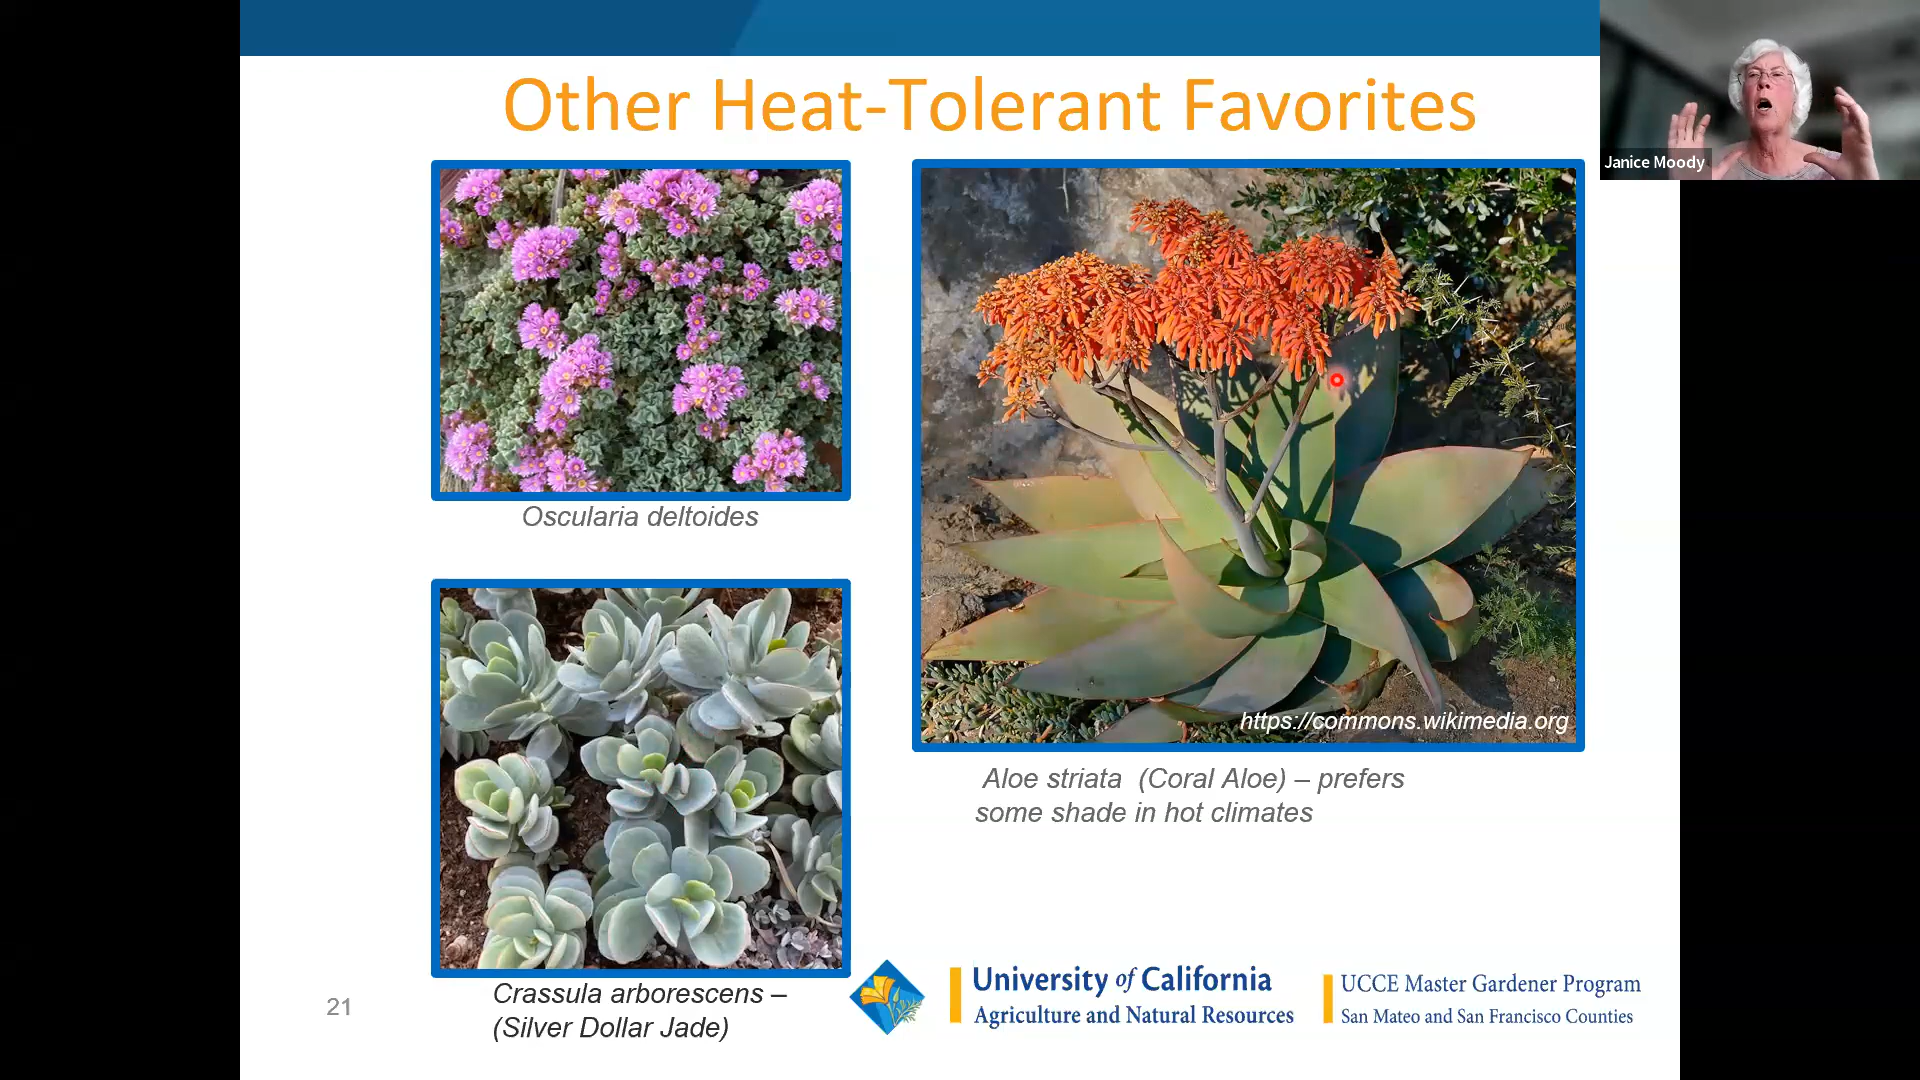 Other Heat-Tolerant Favorites
Janice Moody
Oscularia deltoides
https://commons.wikimedia.org
Aloe striata (Coral Aloe) – prefers
some shade in hot climates
Crassula arborescens –
(Silver Dollar Jade)
21
University of California
Agriculture and Natural Resources
UCCE Master Gardener Program
San Mateo and San Francisco Counties